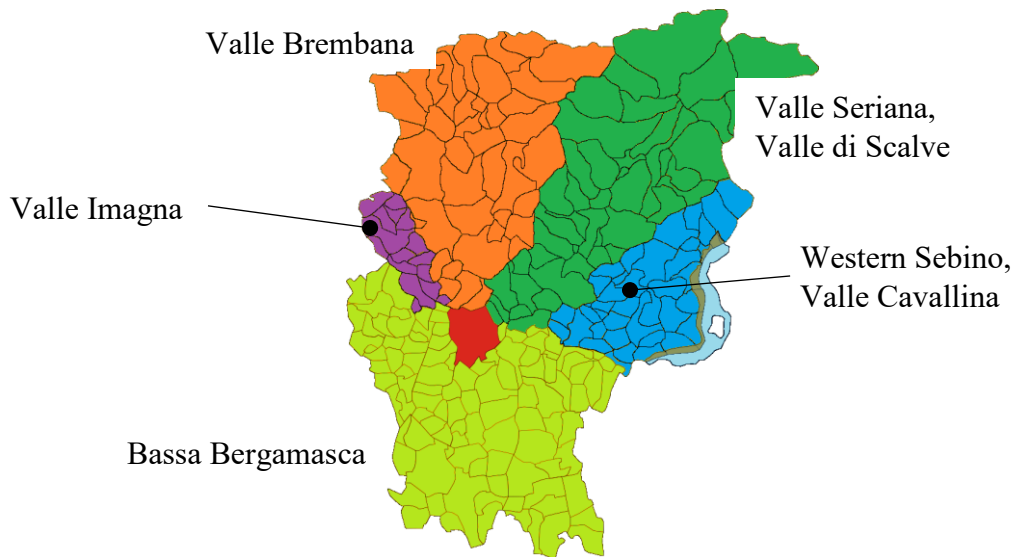 Valle Brembana
Valle Seriana,
Valle di Scalve
Valle Imagna
Western Sebino,
Valle Cavallina
Bassa Bergamasca